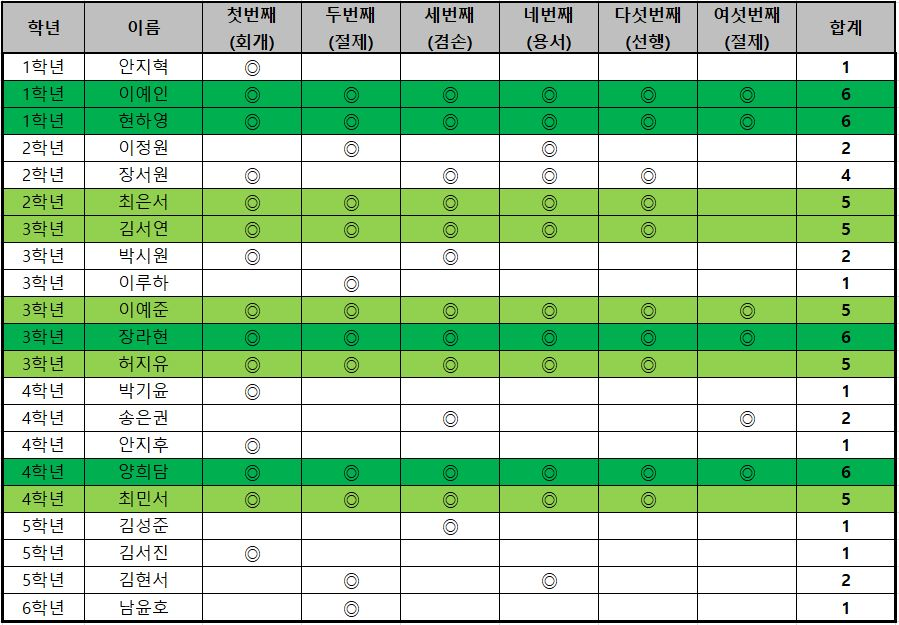 학년 이름 첫번째 두번째 세번째 네번째 다섯번째 여섯번째 합계
(회개) (절제) (겸손) (용서) (선행) (절제)
1학년 안지혁 ◎ 1
1학년 이예인 ◎ ◎ ◎ ◎ ◎ ◎ 6
1학년 현하영 ◎ ◎ ◎ ◎ ◎ ◎ 6
2학년 이정원 ◎ ◎ 2
2학년 장서원 ◎ ◎ ◎ ◎ 4
2학년 최은서 ◎ ◎ ◎ ◎ ◎ 5
3학년 김서연 ◎ ◎ ◎ ◎ ◎ 5
3학년 박시원 ◎ ◎ 2
3학년 이루하 ◎ 1
3학년 이예준 ◎ ◎ ◎ ◎ ◎ ◎ 5
3학년 장라현 ◎ ◎ ◎ ◎ ◎ ◎ 6
3학년 허지유 ◎ ◎ ◎ ◎ ◎ 5
4학년 박기윤 ◎ 1
4학년 송은권 ◎ ◎ 2
4학년 안지후 ◎ 1
4학년 양희담 ◎ ◎ ◎ ◎ ◎ ◎ 6
4학년 최민서 ◎ ◎ ◎ ◎ ◎ 5
5학년 김성준 ◎ 1
5학년 김서진 ◎ 1
5학년 김현서 ◎ ◎ 2
6학년 남윤호 ◎ 1